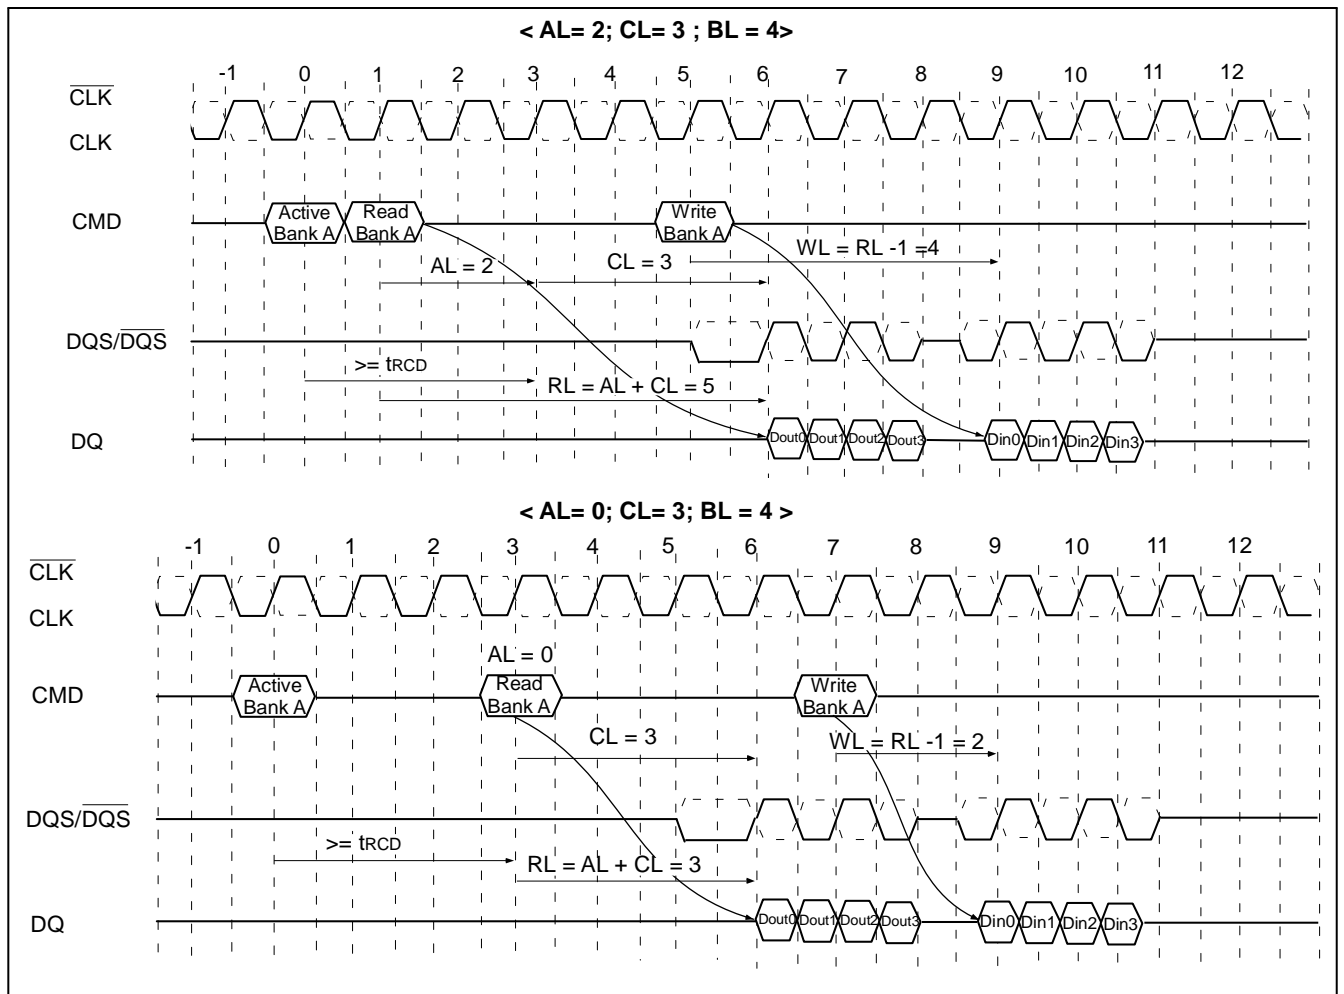 < AL= 2; CL= 3 ; BL = 4>
-1 0 1 2 3 4 5 6 7 8 9 10 11 12
CLK
CLK
CMD
Active
Bank A
Read
Bank A
Write
Bank A
WL = RL -1 =4
AL = 2
CL = 3
DQS/DQS
>= tRCD
RL = AL + CL = 5
DQ
Dout0 Dout1 Dout2 Dout3
Din0 Din1 Din2 Din3
< AL= 0; CL= 3; BL = 4 >
-1 0 1 2 3 4 5 6 7 8 9 10 11 12
CLK
CLK
AL = 0
CMD
Active
Bank A
Read
Bank A
Write
Bank A
CL = 3
WL = RL -1 = 2
DQS/DQS
>= tRCD
RL = AL + CL = 3
DQ
Dout0 Dout1 Dout2 Dout3
Din0 Din1 Din2 Din3